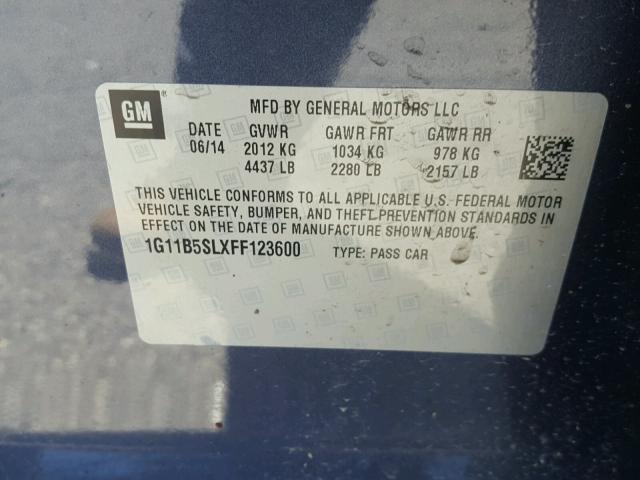 GM
MFD BY GENERAL MOTORS LLC
DATE GVWR GAWR FRT GAWR RR
06/14 2012 KG 1034 KG 978 KG
4437 LB 2280 LB 2157 LB
THIS VEHICLE CONFORMS TO ALL APPLICABLE U.S. FEDERAL MOTOR
VEHICLE SAFETY, BUMPER, AND THEFT PREVENTION STANDARDS IN
EFFECT ON THE DATE OF MANUFACTURE SHOWN ABOVE.
1G11B5SLXFF123600 TYPE: PASS CAR